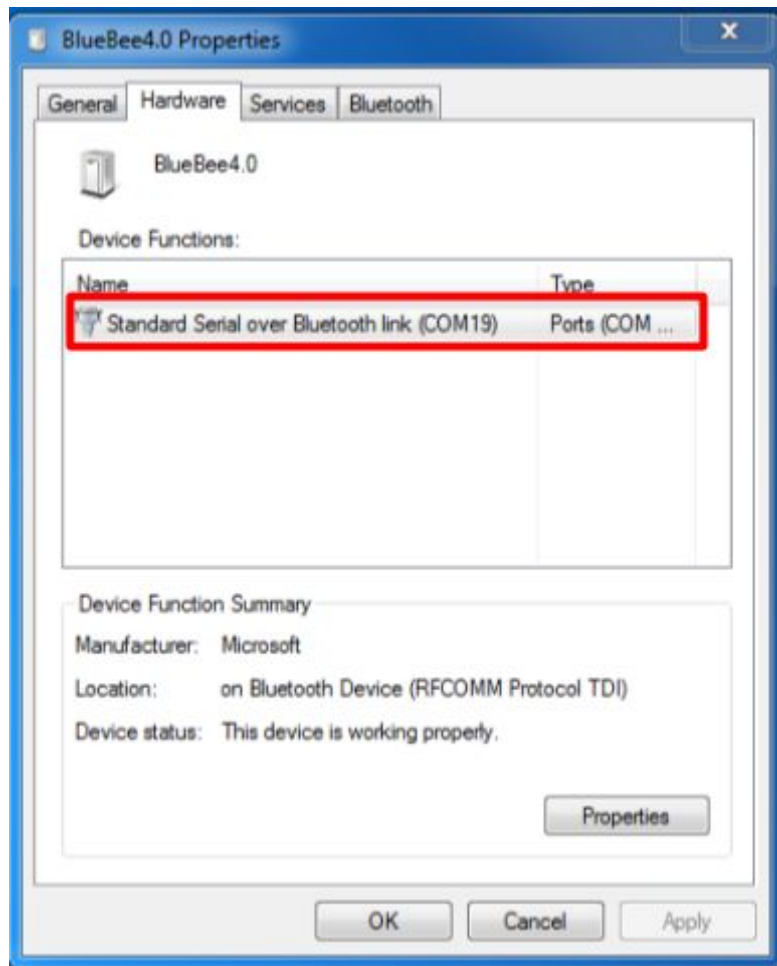 BlueBee4.0 Properties
General Hardware Services Bluetooth
BlueBee4.0
Device Functions:
Name Type
Standard Serial over Bluetooth link (COM19) Ports (COM ...
Device Function Summary
Manufacturer: Microsoft
Location: on Bluetooth Device (RFCOMM Protocol TDI)
Device status: This device is working properly.
Properties
OK Cancel Apply